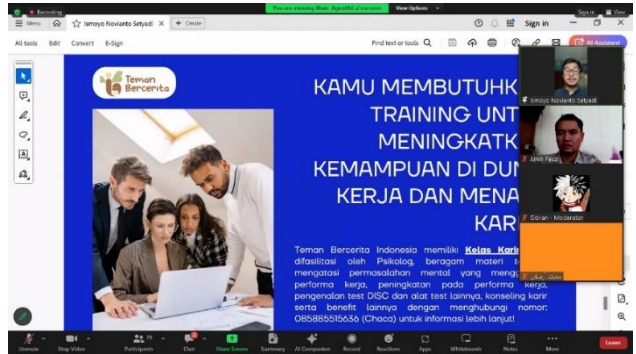 Recording
You are viewing
screen
View Options
Sign in
View
Menu
Ismoyo Novianto Setyadi
+ Create
Sign in
All tools
Edit
Convert
E-Sign
Find text or tools
AI Assistant
Teman
Bercerita
KAMU MEMBUTUHK
TRAINING UNT
MENINGKATK
KEMAMPUAN DI DUN
KERJA DAN MENA
KAR
Teman Bercerita Indonesia memiliki Kelas Karir
difasilitasi oleh Psikolog, beragam materi t
mengatasi permasalahan mental yang mengg
performa kerja, peningkatan pada performa kerja,
pengenalan test DISC dan alat test lainnya, konseling karir
serta benefit lainnya dengan menghubungi nomor:
085885515636 (Chaca) untuk informasi lebih lanjut!
Ismoyo Novianto Setyadi
Gibran - Moderator
Unmute
Stop Video
Participants
Chat
Share Screen
Summary
AI Companion
Record
Reactions
Apps
Whiteboards
Notes
More
Leave